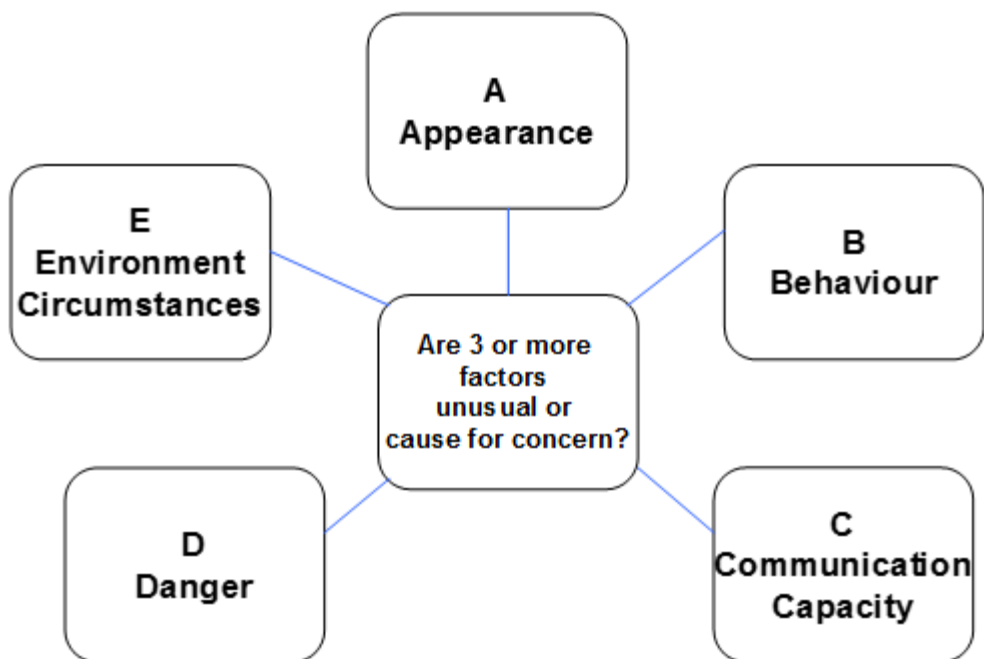 A
Appearance
B
Behaviour
C
Communication
Capacity
D
Danger
E
Environment
Circumstances
Are 3 or more
factors
unusual or
cause for concern?